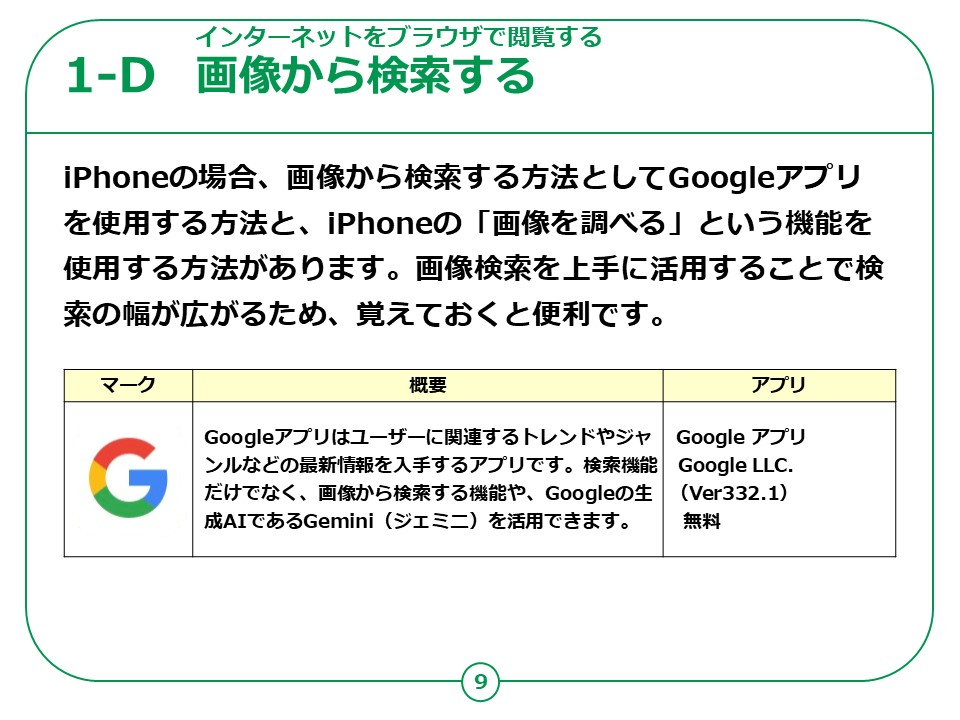 インターネットをブラウザで閲覧する
1-D 画像から検索する
iPhoneの場合、画像から検索する方法としてGoogleアプリ
を使用する方法と、iPhoneの「画像を調べる」という機能を
使用する方法があります。画像検索を上手に活用することで検
索の幅が広がるため、覚えておくと便利です。
マーク 概要 アプリ
Googleアプリはユーザーに関連するトレンドやジャ
ンルなどの最新情報を入手するアプリです。検索機能
だけでなく、画像から検索する機能や、Googleの生
成AIであるGemini（ジェミニ）を活用できます。
Google アプリ
Google LLC.
（Ver332.1）
無料
9